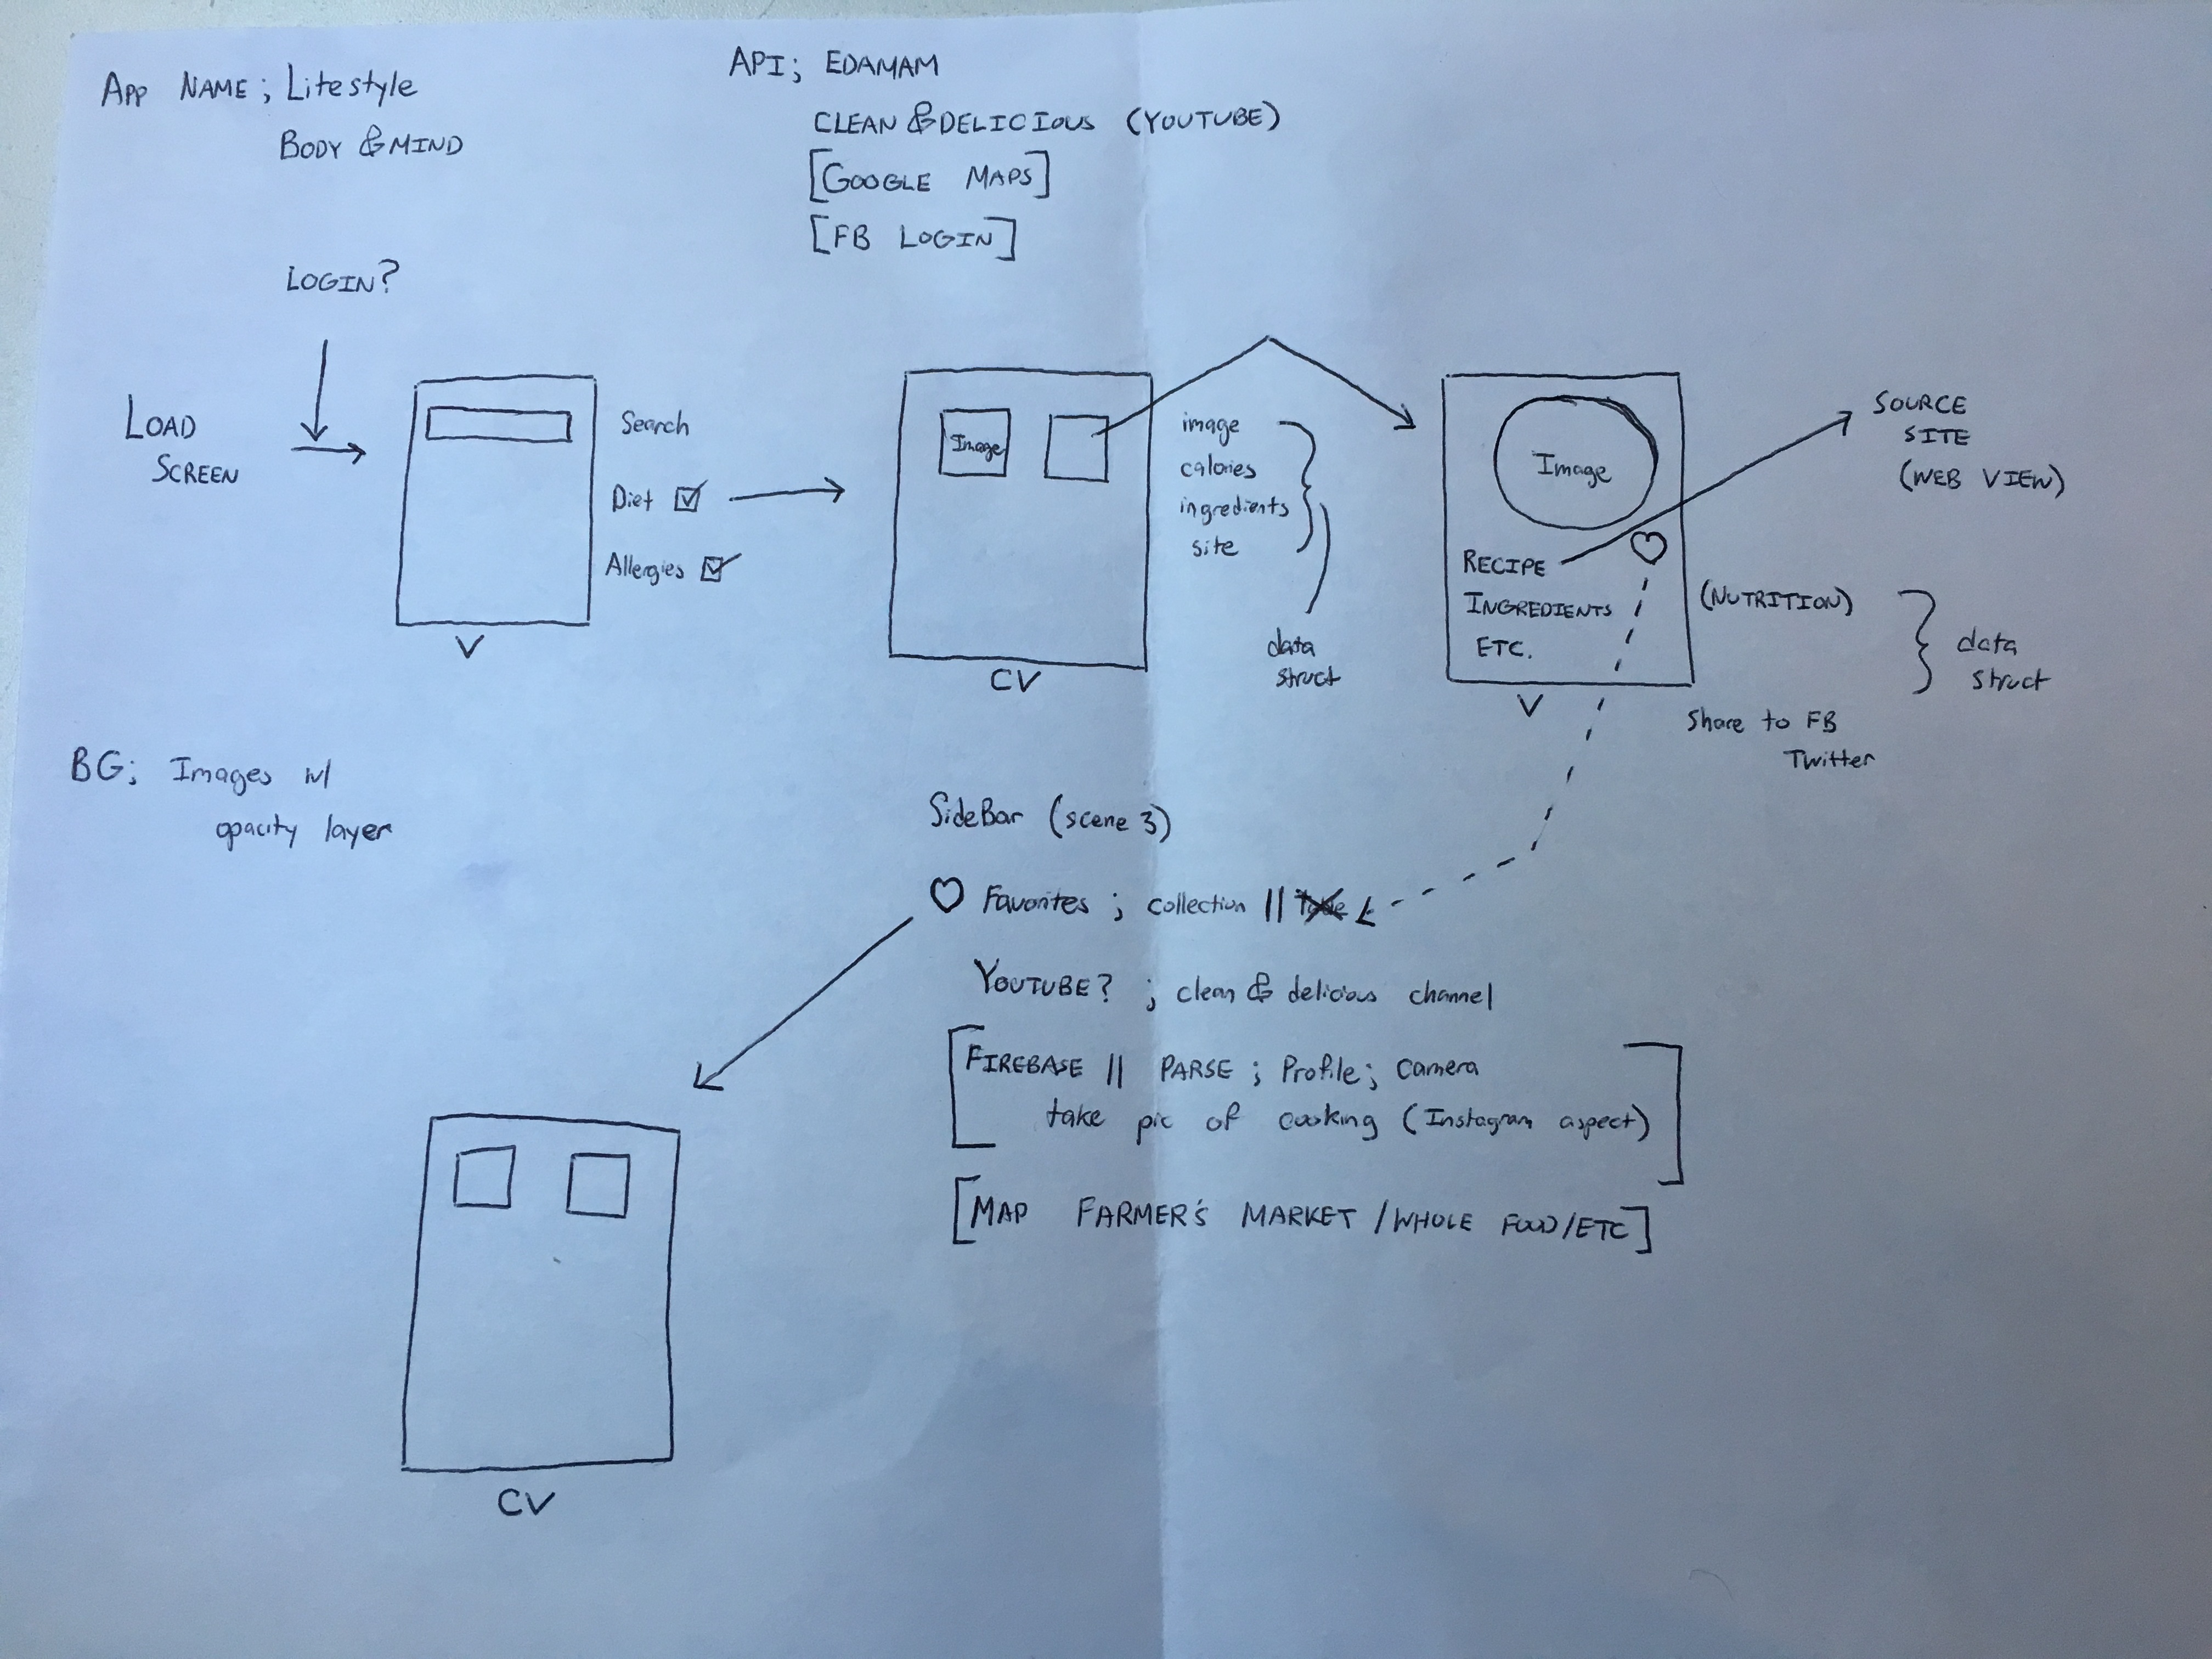 APP NAME; Litestyle
BODY & MIND
API; EDAMAM
CLEAN & DELICIOUS (YOUTUBE)
[GOOGLE MAPS]
[FB LOGIN]
LOGIN?
LOAD
SCREEN
Search
Diet
Allergies
V
Image
CV
image
calories
ingredients
site
data
struct
Image
RECIPE
INGREDIENTS
ETC.
V
SOURCE
SITE
(WEB VIEW)
(NUTRITION)
data
struct
Share to FB
Twitter
BG; Images w/
opacity layer
SideBar (scene 3)
Favorites ; collection ||
YOUTUBE? ; clean & delicious channel
[FIREBASE || PARSE ; Profile; camera
take pic of cooking (Instagram aspect)]
[MAP FARMER'S MARKET / WHOLE FOOD/ETC]
CV